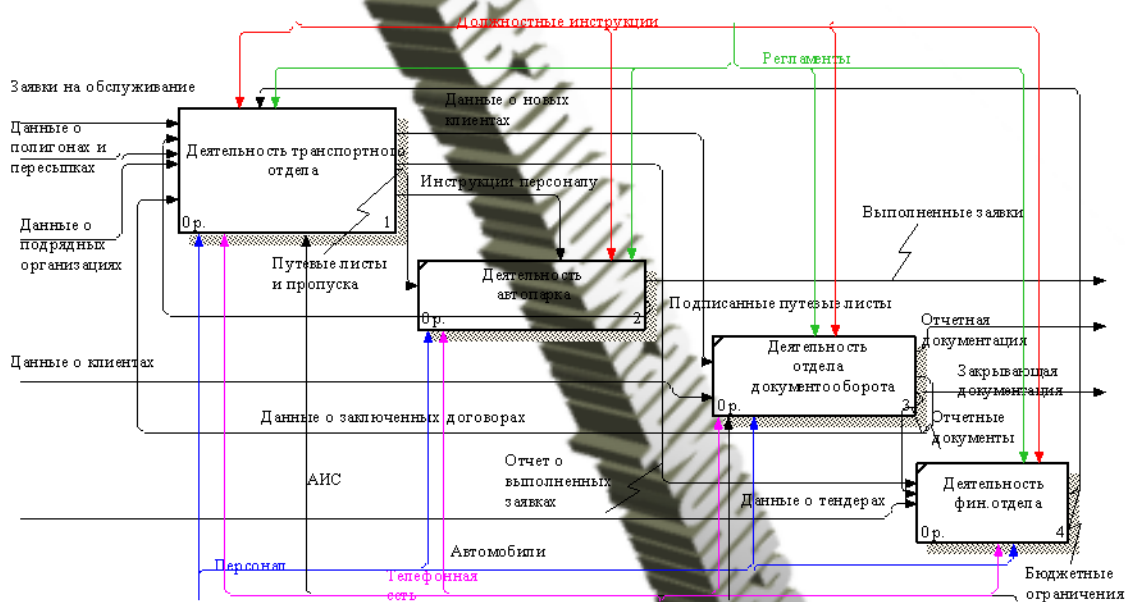 Должностные инструкции
Регламенты
Заявки на обслуживание
Данные о новых
клиентах
Данные о
полигонах и
пересыпках
Деятельность транспортного
отдела
0р.
1
Инструкции персоналу
Выполненные заявки
Данные о
подрядных
организациях
Путевые листы
и пропуска
Деятельность
автопарка
0р.
2
Подписанные путевые листы
Отчетная
документация
Деятельность
отдела
документооборота
0р.
3
Данные о клиентах
Закрывающая
документация
Данные о заключенных договорах
Отчетные
документы
Отчет о
выполненных
заявках
АИС
Данные о тендерах
Деятельность
фин.отдела
0р.
4
Автомобили
Персонал
Телефонная
сеть
Бюджетные
ограничения